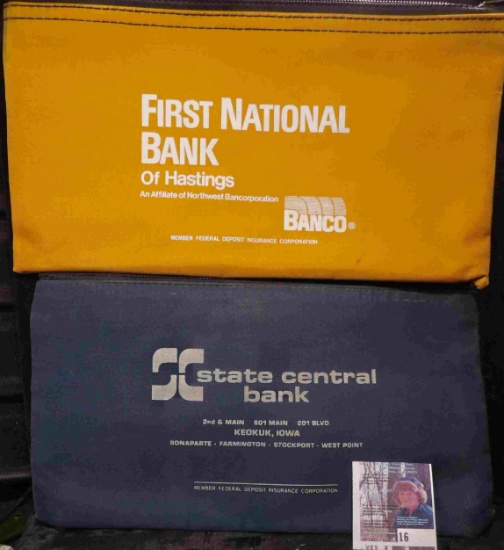 FIRST NATIONAL
BANK
Of Hastings
An Affiliate of Northwest Bancorporation
BANCO®
MEMBER FEDERAL DEPOSIT INSURANCE CORPORATION
SC state central
bank
2nd & MAIN 601 MAIN 201 BLVD.
KEOKUK, IOWA
BONAPARTE - FARMINGTON - STOCKPORT - WEST POINT
MEMBER FEDERAL DEPOSIT INSURANCE CORPORATION
16